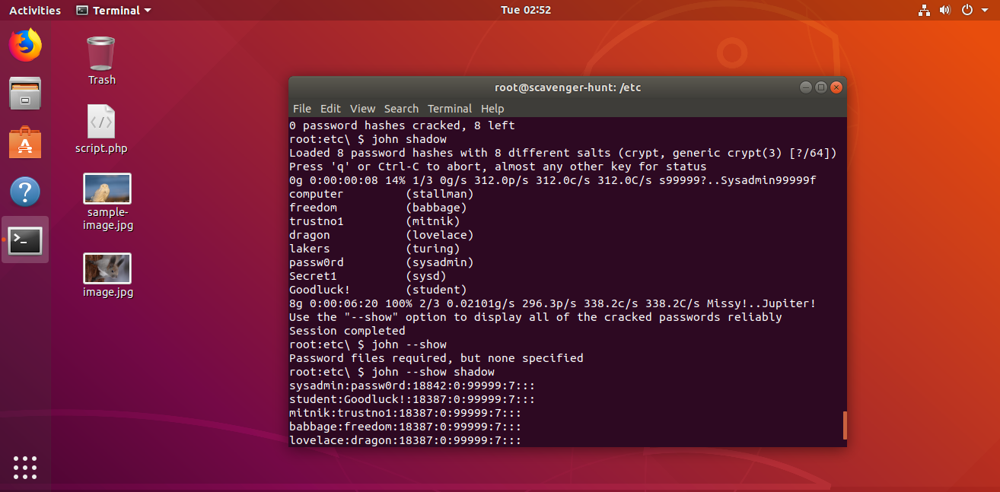 Activities Terminal Tue 02:52
Trash
script.php
sample-
image.jpg
image.jpg
root@scavenger-hunt: /etc
File Edit View Search Terminal Help
0 password hashes cracked, 8 left
root:etc\ $ john shadow
Loaded 8 password hashes with 8 different salts (crypt, generic crypt(3) [?/64])
Press 'q' or Ctrl-C to abort, almost any other key for status
0g 0:00:00:08 14% 1/3 0g/s 312.0p/s 312.0c/s 312.0C/s s99999?..Sysadmin99999f
computer (stallman)
freedom (babbage)
trustno1 (mitnik)
dragon (lovelace)
lakers (turing)
passw0rd (sysadmin)
Secret1 (sysd)
Goodluck! (student)
8g 0:00:06:20 100% 2/3 0.02101g/s 296.3p/s 338.2c/s 338.2C/s Missy!..Jupiter!
Use the "--show" option to display all of the cracked passwords reliably
Session completed
root:etc\ $ john --show
Password files required, but none specified
root:etc\ $ john --show shadow
sysadmin:passw0rd:18842:0:99999:7:::
student:Goodluck!:18387:0:99999:7:::
mitnik:trustno1:18387:0:99999:7:::
babbage:freedom:18387:0:99999:7:::
lovelace:dragon:18387:0:99999:7:::